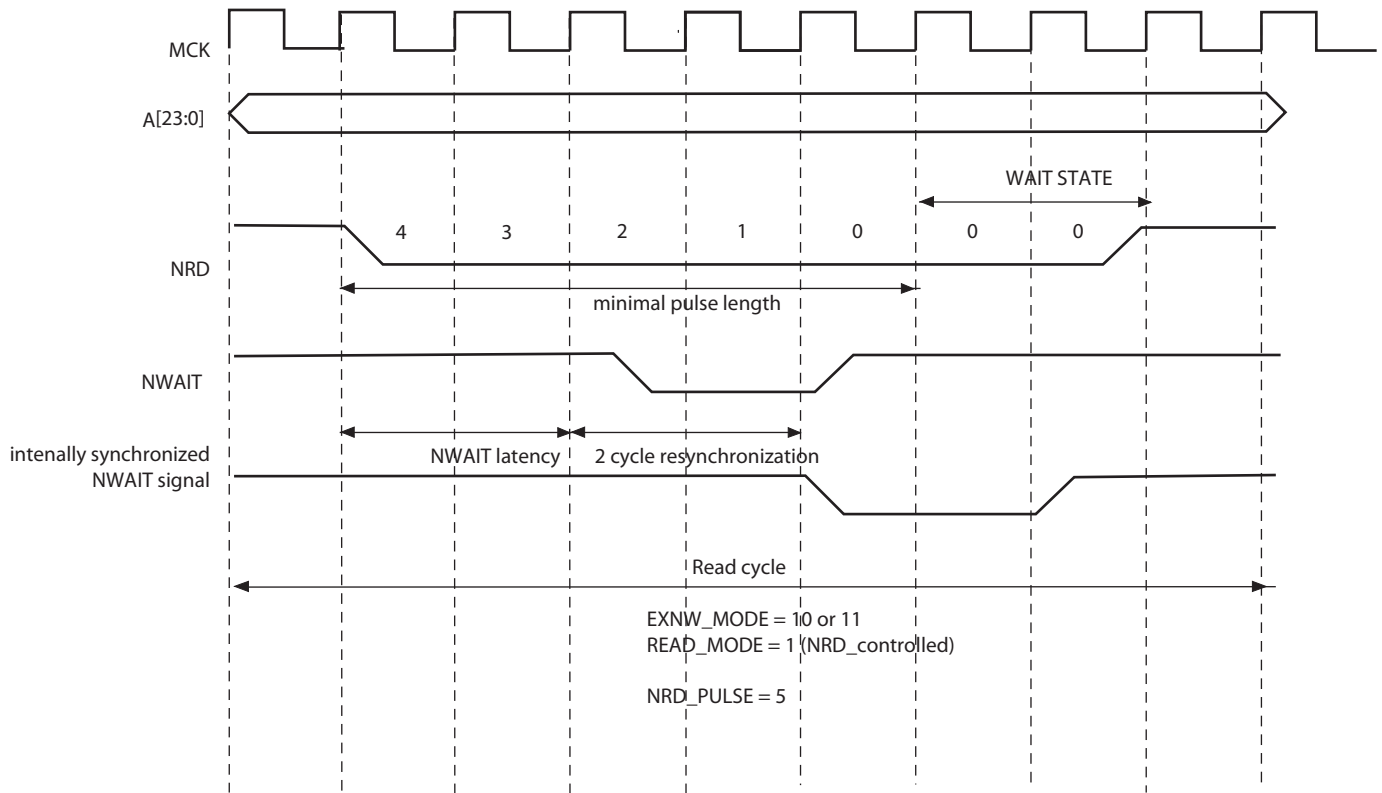 MCK
A[23:0]
WAIT STATE
4 3 2 1 0 0 0
NRD
minimal pulse length
NWAIT
intenally synchronized
NWAIT signal
NWAIT latency
2 cycle resynchronization
Read cycle
EXNW_MODE = 10 or 11
READ_MODE = 1 (NRD_controlled)
NRD_PULSE = 5